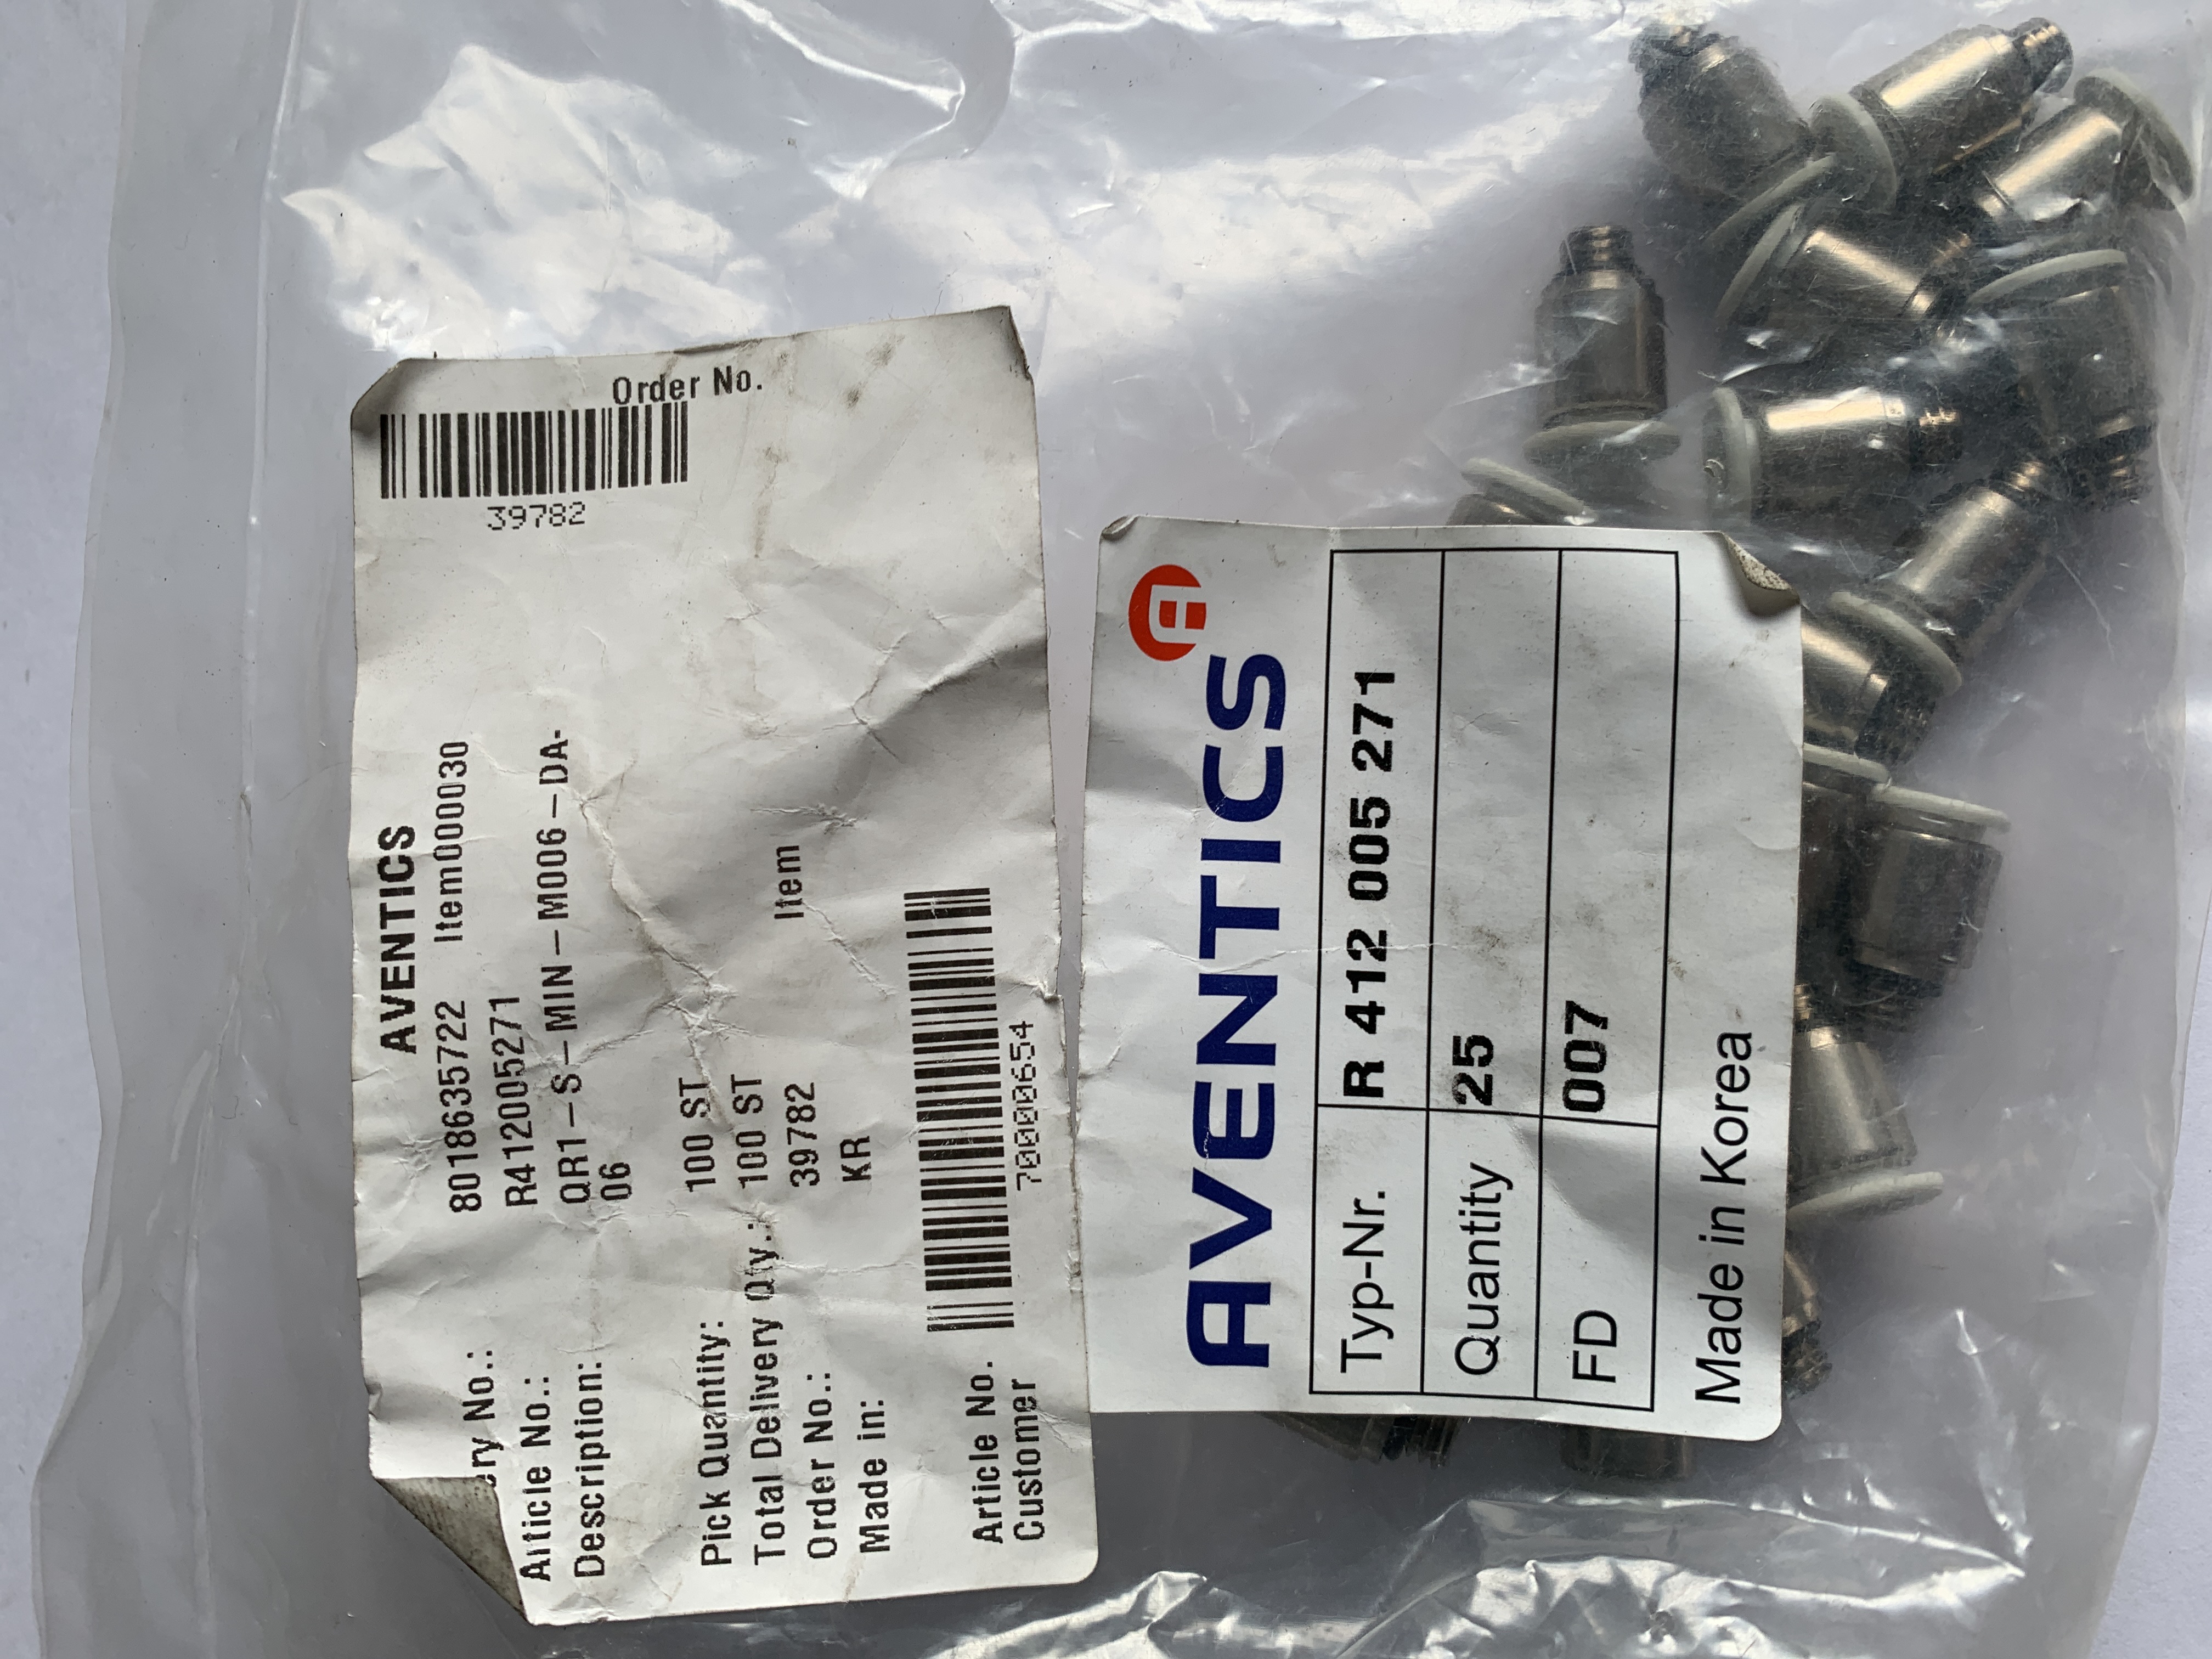 Order No.
39782
AVENTICS
ery No.: 8018635722 Item000030
Article No.: R412005271
Description: QR1-S-MIN-M006-DA-
06
Pick Quantity: 100 ST
Total Delivery Qty.: 100 ST
Order No.: 39782 Item
Made in: KR
Article No.
Customer
70000654
AVENTICS
Typ-Nr. R 412 005 271
Quantity 25
FD 007
Made in Korea